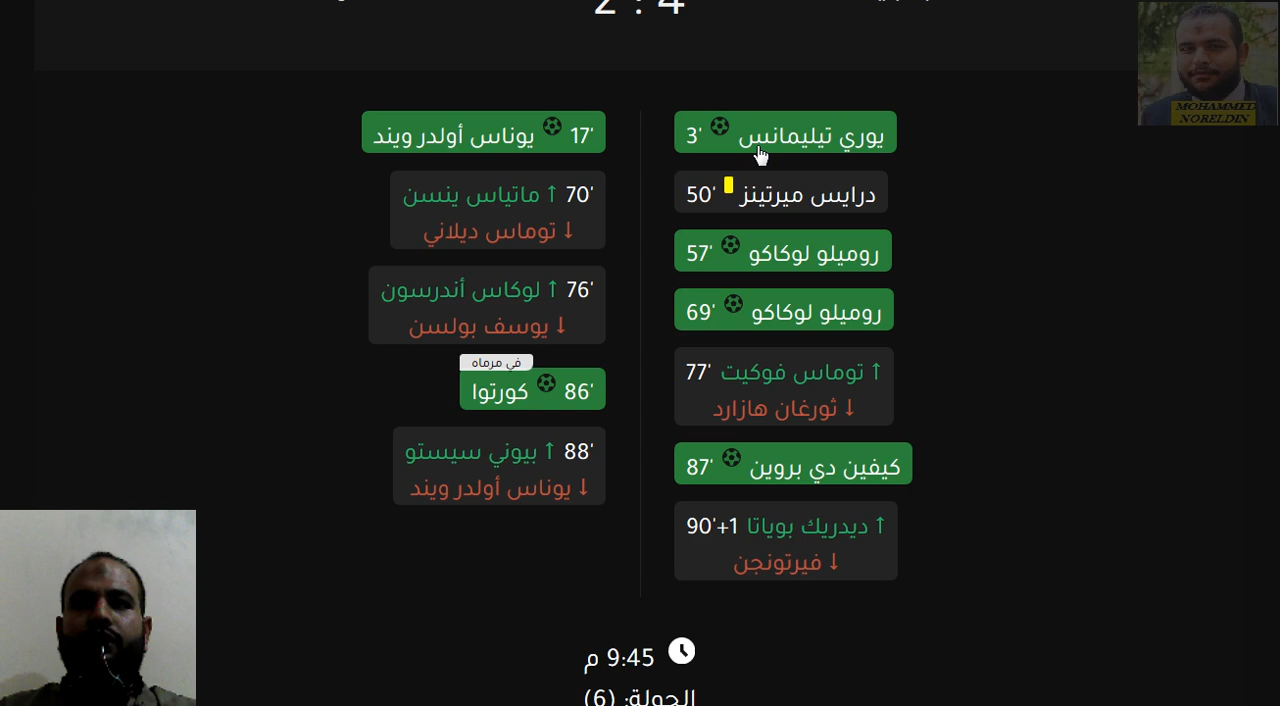 2 : 4
MOHAMMED
NORELDIN
يوري تيليمانس 3'
درايس ميرتينز 50'
روميلو لوكاكو 57'
روميلو لوكاكو 69'
↑ توماس فوكيت 77'
↓ ثورغان هازارد
كيفين دي بروين 87'
↑ ديدريك بوياتا 90'+1
↓ فيرتونجن
17' يوناس أولدر ويند
70' ↑ ماتياس ينسن
↓ توماس ديلاني
76' ↑ لوكاس أندرسون
↓ يوسف بولسن
في مرماه
86' كورتوا
88' ↑ بيوني سيستو
↓ يوناس أولدر ويند
9:45 م
الجولة: (6)